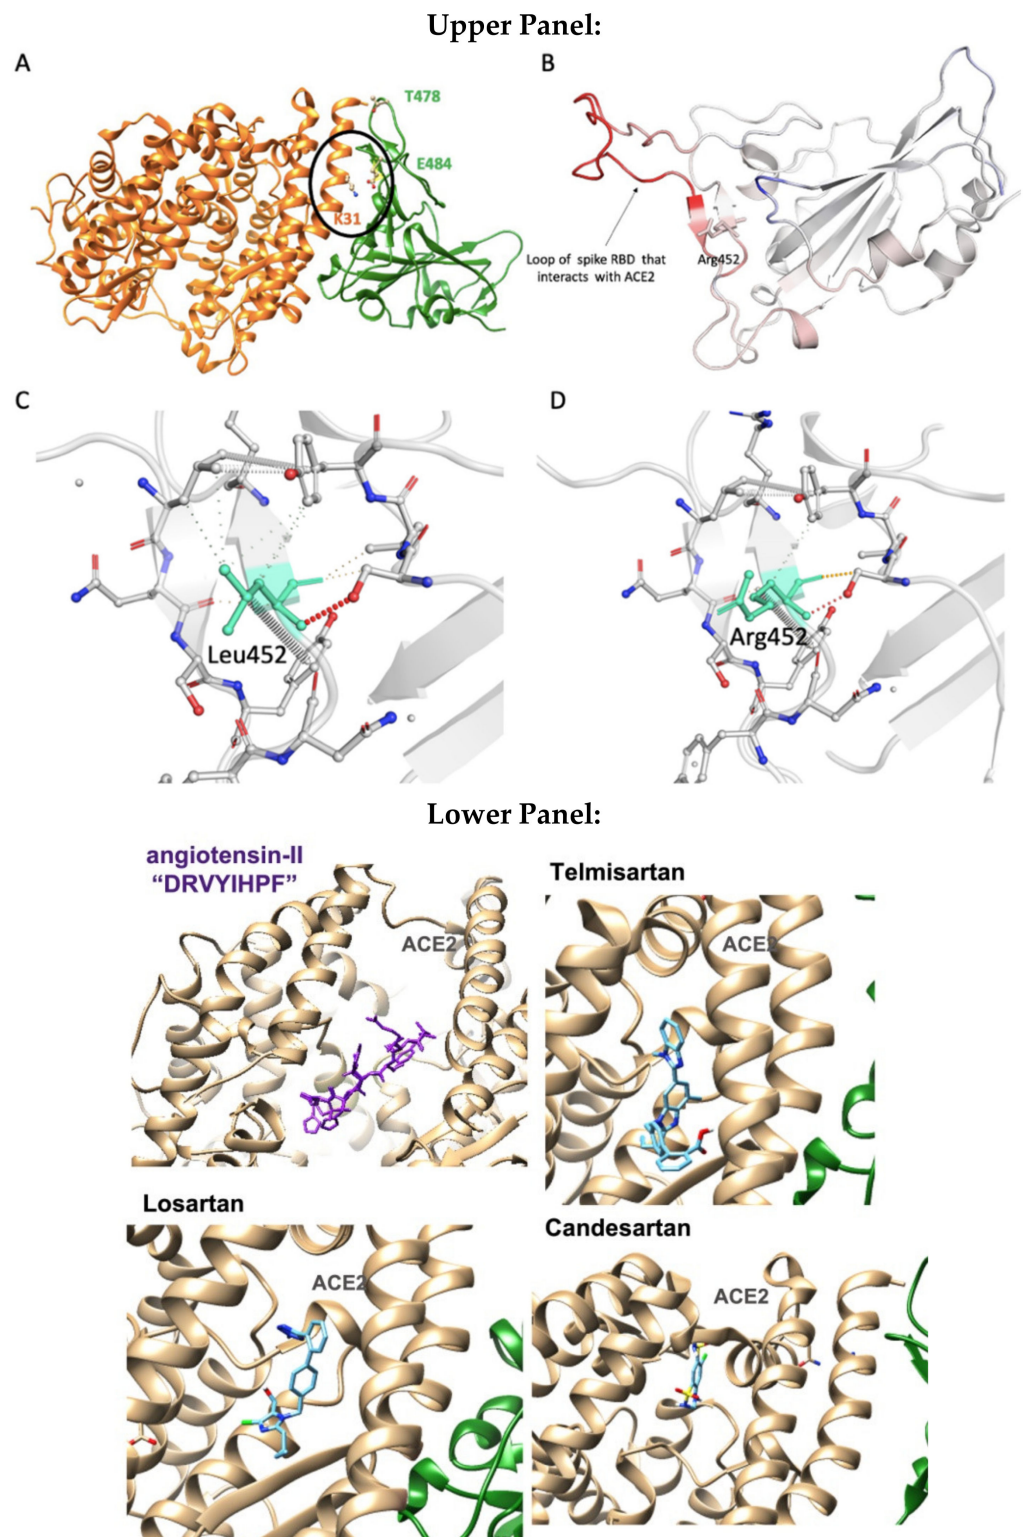 Upper Panel:
A
B
T478
E484
K31
Loop of spike RBD that
interacts with ACE2
Arg452
C
D
Leu452
Arg452
Lower Panel:
angiotensin-II
“DRVYIHPF”
ACE2
Telmisartan
ACE2
Losartan
ACE2
Candesartan
ACE2